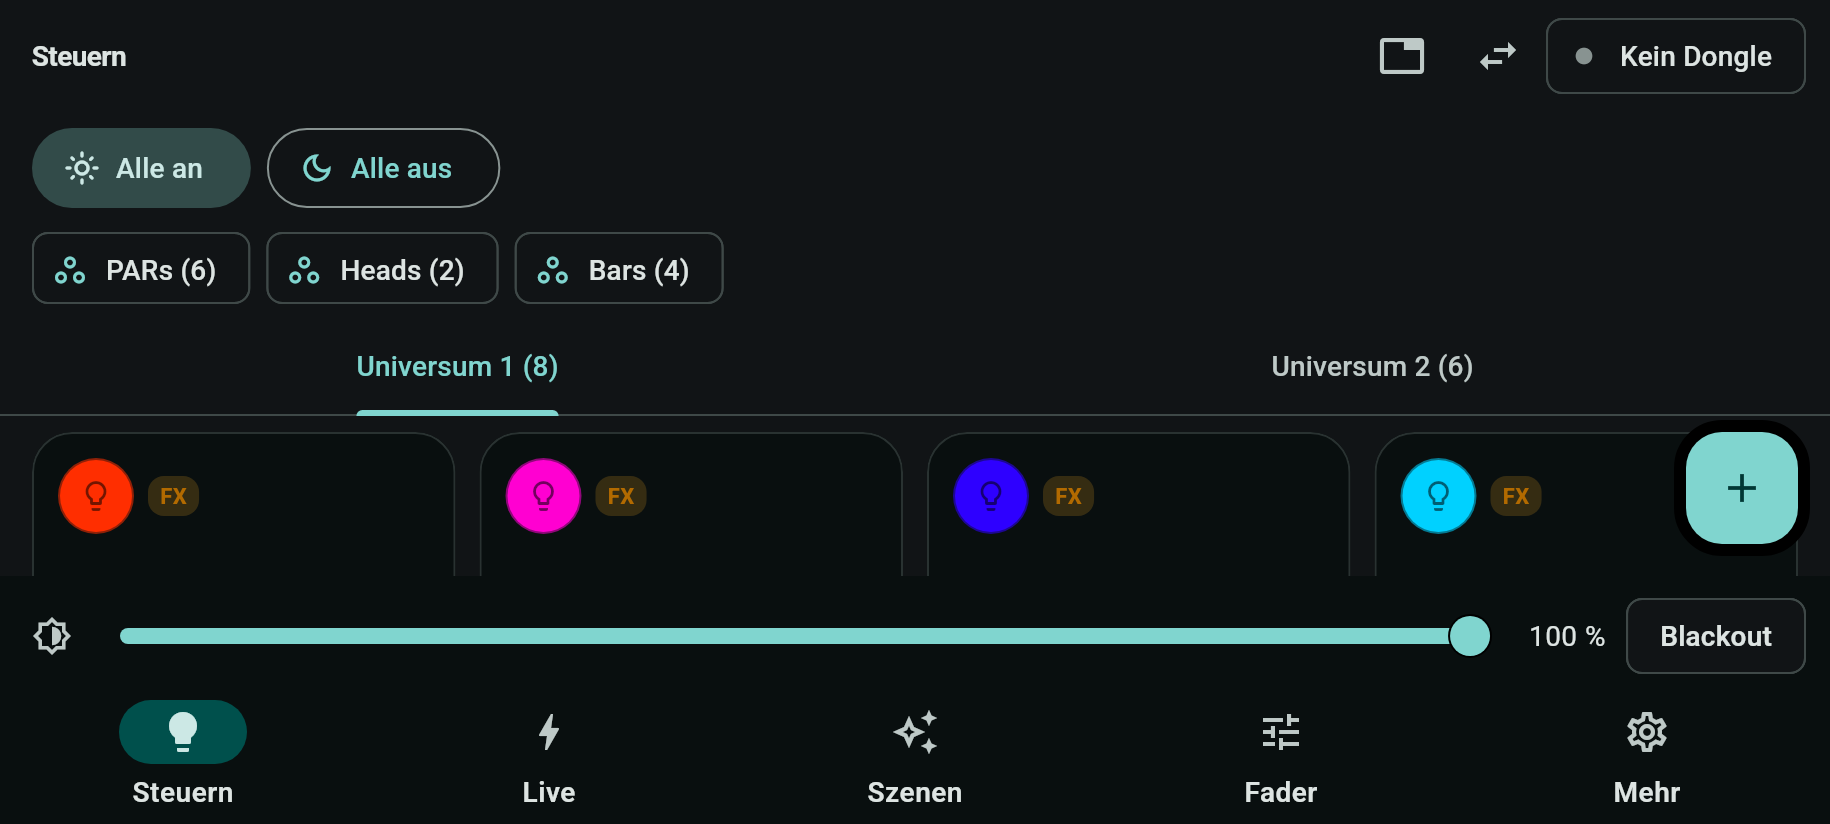 Steuern
Kein Dongle
Alle an
Alle aus
PARs (6)
Heads (2)
Bars (4)
Universum 1 (8)
Universum 2 (6)
FX
FX
FX
FX
100 %
Blackout
Steuern
Live
Szenen
Fader
Mehr